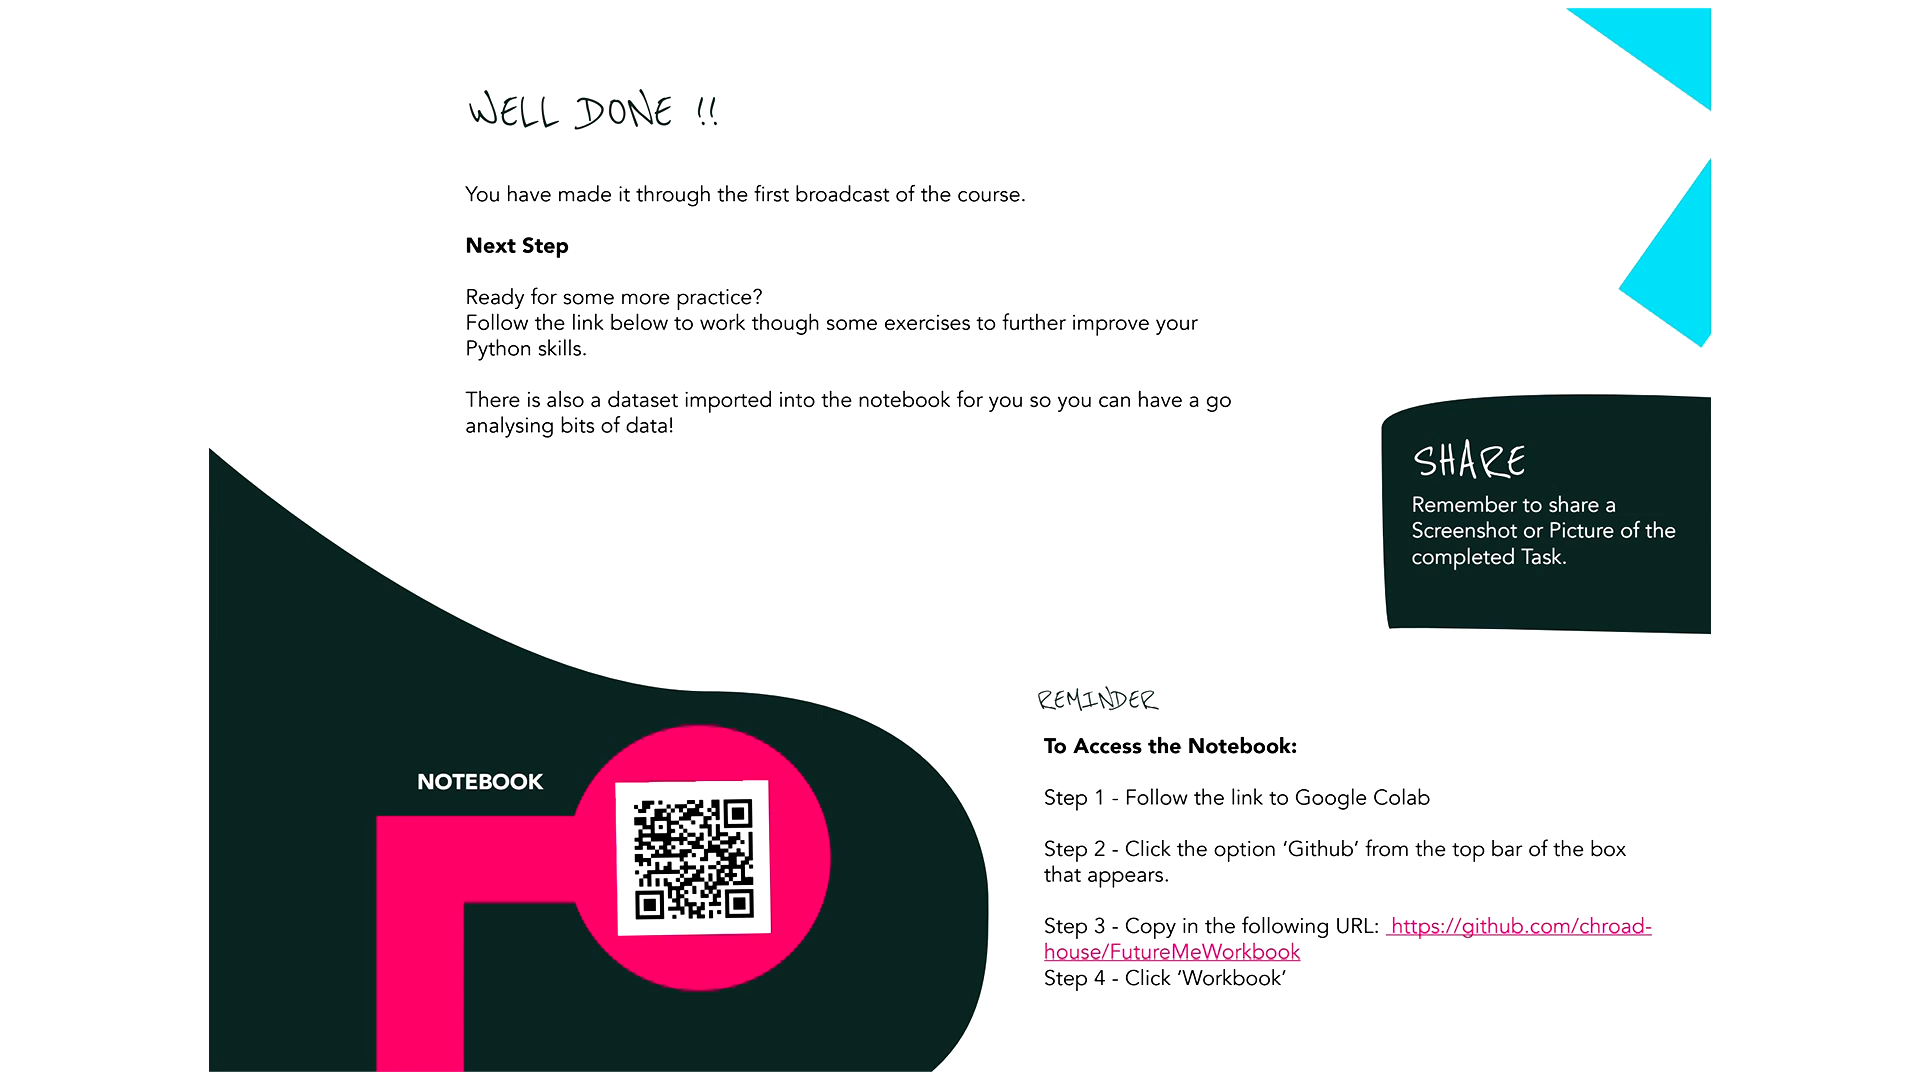 WELL DONE !!
You have made it through the first broadcast of the course.
Next Step
Ready for some more practice?
Follow the link below to work though some exercises to further improve your
Python skills.
There is also a dataset imported into the notebook for you so you can have a go
analysing bits of data!
SHARE
Remember to share a
Screenshot or Picture of the
completed Task.
NOTEBOOK
REMINDER
To Access the Notebook:
Step 1 - Follow the link to Google Colab
Step 2 - Click the option ‘Github’ from the top bar of the box
that appears.
Step 3 - Copy in the following URL: https://github.com/chroad-
house/FutureMeWorkbook
Step 4 - Click ‘Workbook’